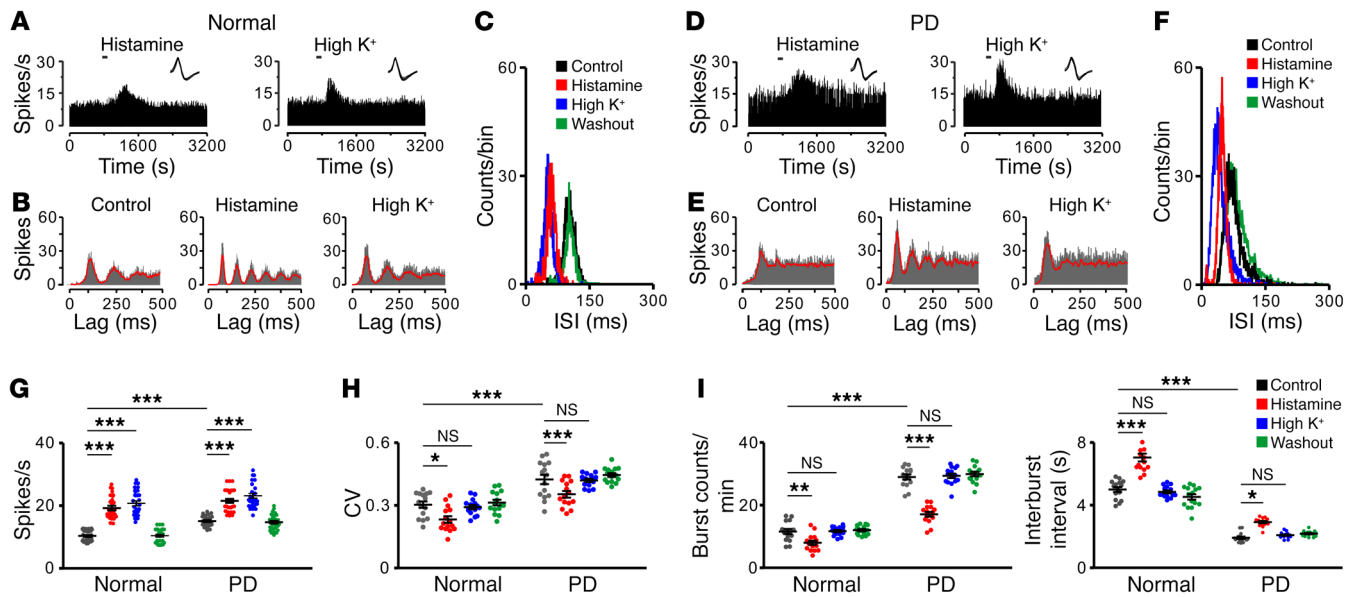 A
Normal
Histamine
High K⁺
Spikes/s
30
15
0
0
1600
3200
Time (s)
30
15
0
0
1600
3200
Time (s)
B
Control
Histamine
High K⁺
Spikes
60
30
0
0
250
500
Lag (ms)
60
30
0
0
250
500
Lag (ms)
60
30
0
0
250
500
Lag (ms)
C
Control
Histamine
High K⁺
Washout
Counts/bin
60
30
0
0
150
300
ISI (ms)
D
PD
Histamine
High K⁺
Spikes/s
30
15
0
0
1600
3200
Time (s)
30
15
0
0
1600
3200
Time (s)
E
Control
Histamine
High K⁺
Spikes
60
30
0
0
250
500
Lag (ms)
60
30
0
0
250
500
Lag (ms)
60
30
0
0
250
500
Lag (ms)
F
Control
Histamine
High K⁺
Washout
Counts/bin
60
30
0
0
150
300
ISI (ms)
G
***
***
***
***
***
Spikes/s
40
20
0
Normal
PD
H
***
NS
*
NS
***
CV
0.6
0.3
0
Normal
PD
I
***
NS
**
NS
***
Burst counts/
min
40
20
0
Normal
PD
***
NS
***
NS
*
Interburst
interval (s)
8
4
0
Normal
PD
Control
Histamine
High K⁺
Washout